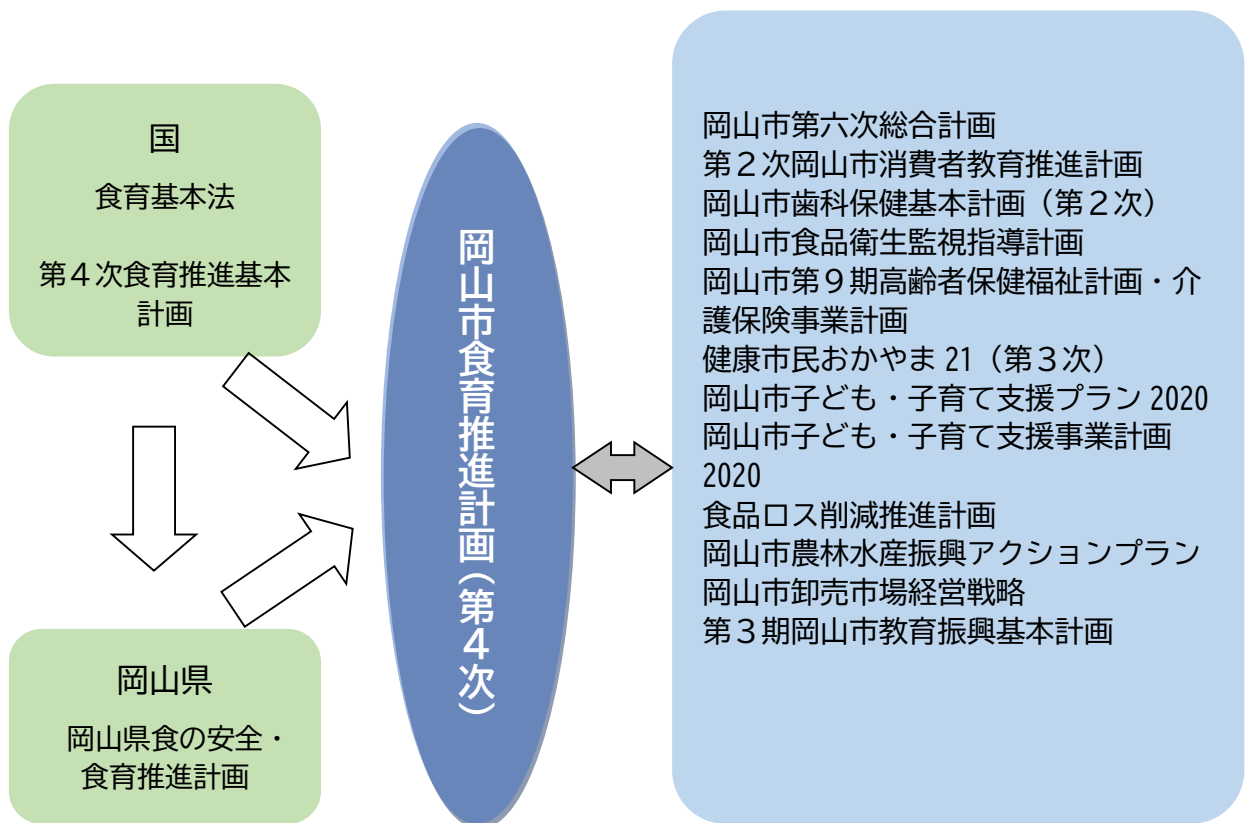 国
食育基本法
第４次食育推進基本
計画
岡山県
岡山県食の安全・
食育推進計画
岡山市食育推進計画（第４次）
岡山市第六次総合計画
第２次岡山市消費者教育推進計画
岡山市歯科保健基本計画（第２次）
岡山市食品衛生監視指導計画
岡山市第９期高齢者保健福祉計画・介
護保険事業計画
健康市民おかやま 21（第３次）
岡山市子ども・子育て支援プラン 2020
岡山市子ども・子育て支援事業計画
2020
食品ロス削減推進計画
岡山市農林水産振興アクションプラン
岡山市卸売市場経営戦略
第３期岡山市教育振興基本計画